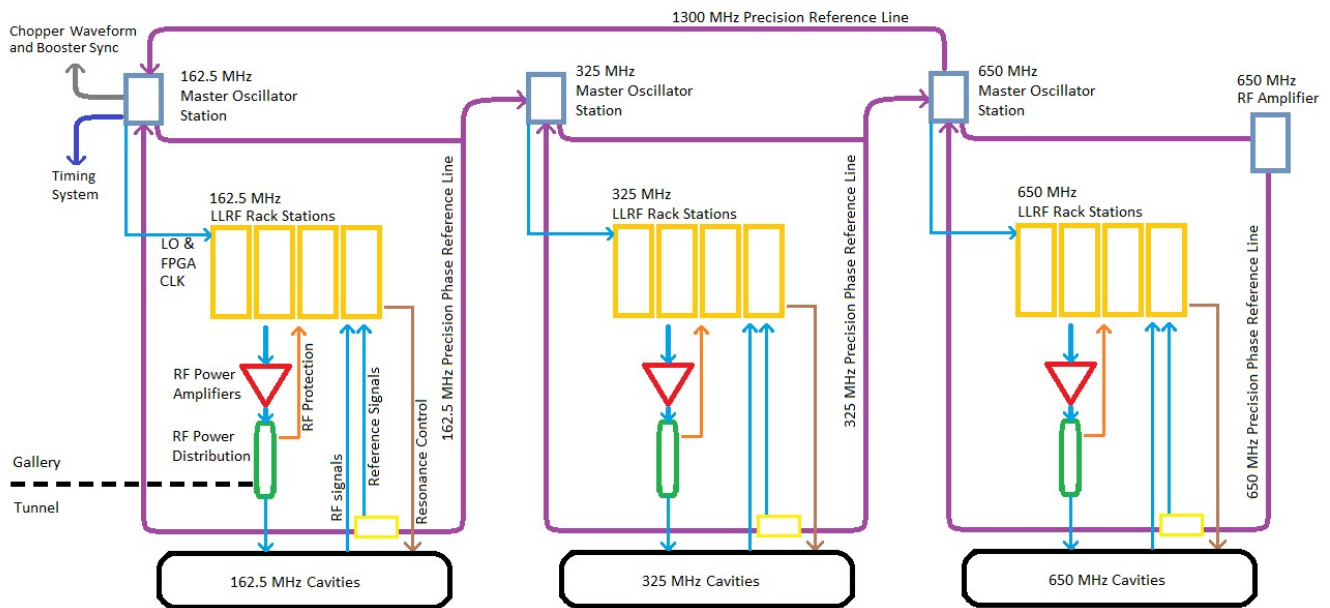 1300 MHz Precision Reference Line
Chopper Waveform
and Booster Sync
162.5 MHz
Master Oscillator
Station
325 MHz
Master Oscillator
Station
650 MHz
Master Oscillator
Station
650 MHz
RF Amplifier
Timing
System
162.5 MHz
LLRF Rack Stations
LO &
FPGA
CLK
162.5 MHz Precision Phase Reference Line
325 MHz
LLRF Rack Stations
325 MHz Precision Phase Reference Line
650 MHz
LLRF Rack Stations
650 MHz Precision Phase Reference Line
RF Power
Amplifiers
RF Protection
Reference Signals
RF signals
Resonance Control
RF Power
Distribution
Gallery
Tunnel
162.5 MHz Cavities
325 MHz Cavities
650 MHz Cavities